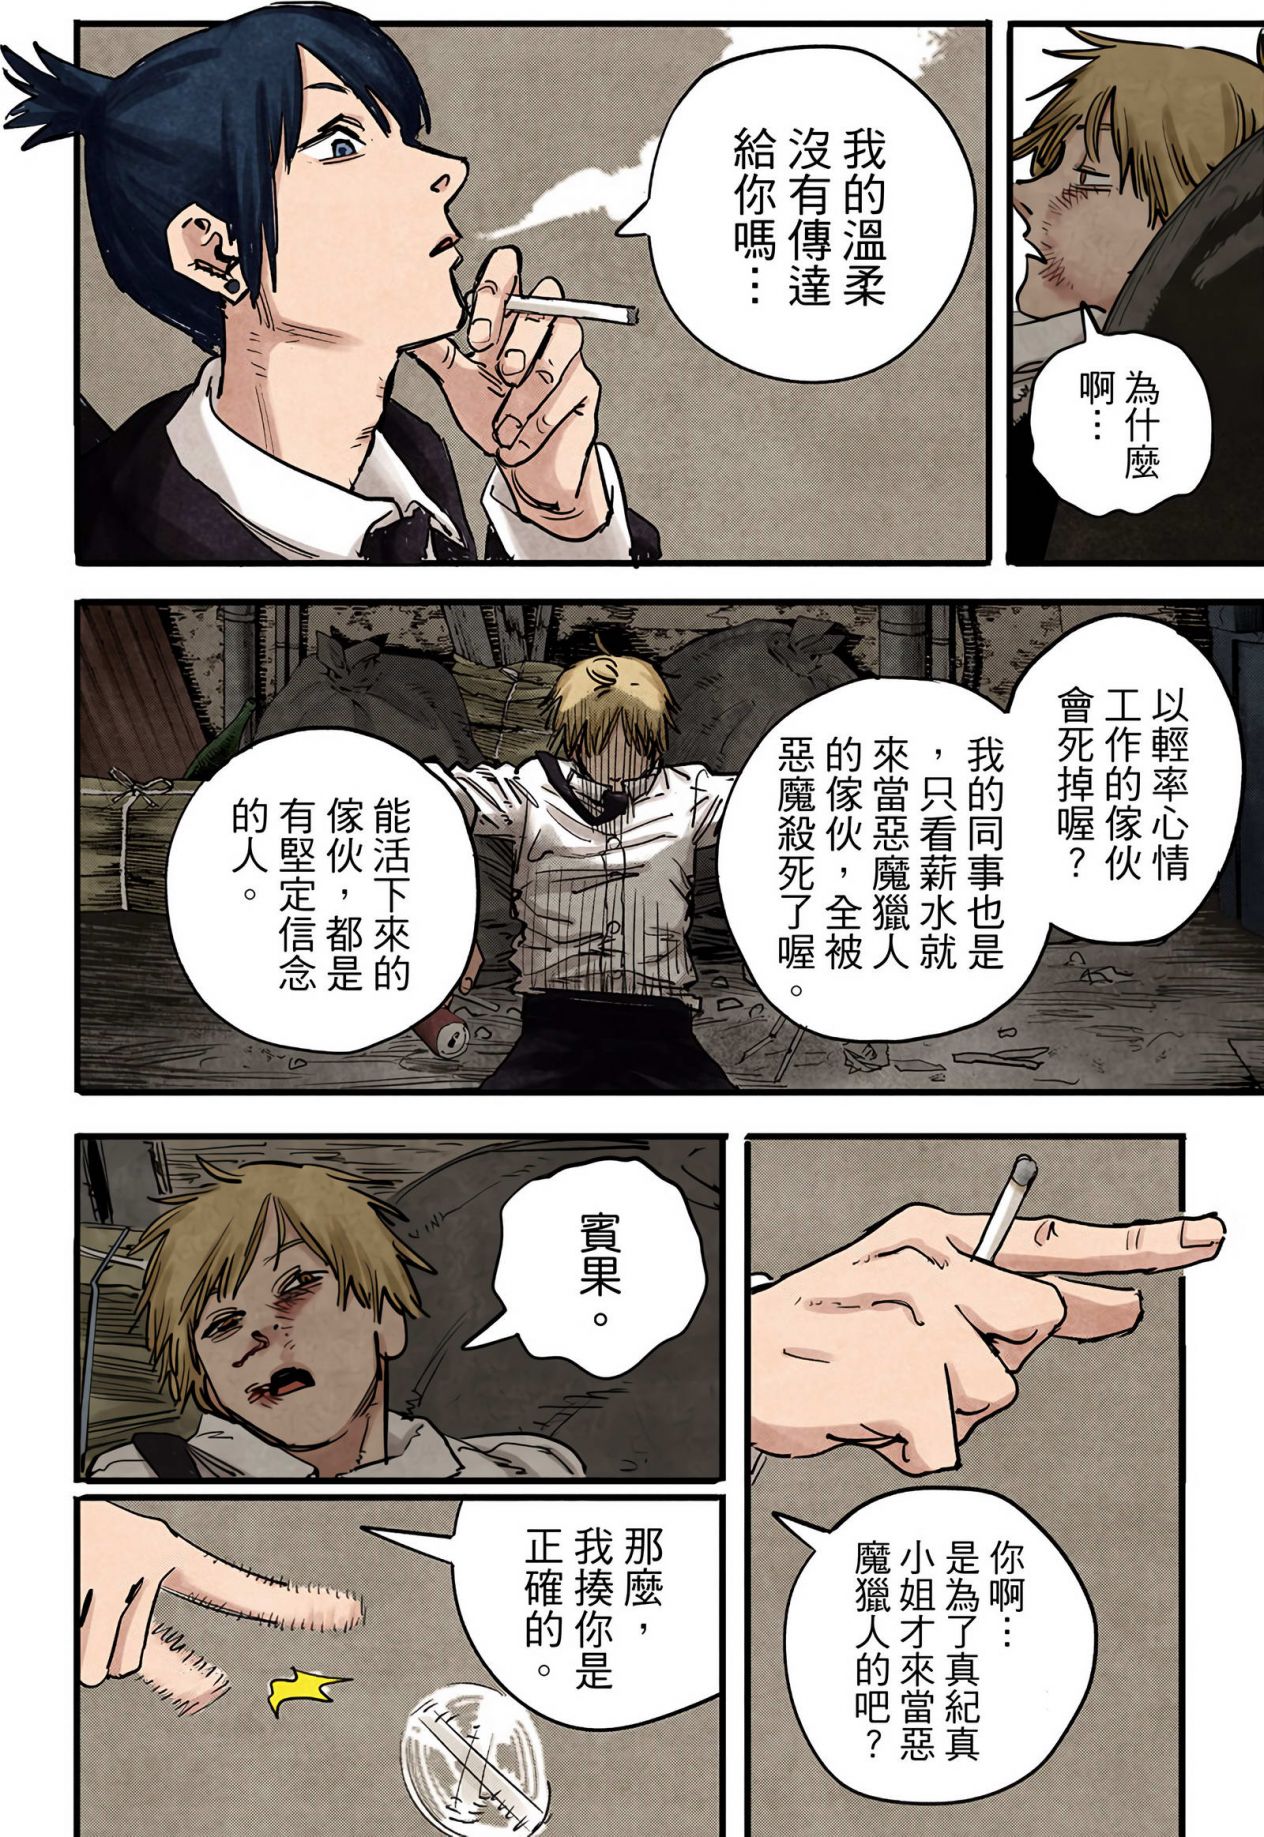 為什麼
啊…
我的溫柔
沒有傳達
給你嗎…
以輕率心情
工作的傢伙
會死掉喔？
我的同事也是
，只看薪水就
來當惡魔獵人
的傢伙，全被
惡魔殺死了喔。
能活下來的
傢伙，都是
有堅定信念
的人。
你啊…
是為了真紀真
小姐才來當惡
魔獵人的吧？
賓果。
那麼，
我揍你是
正確的。